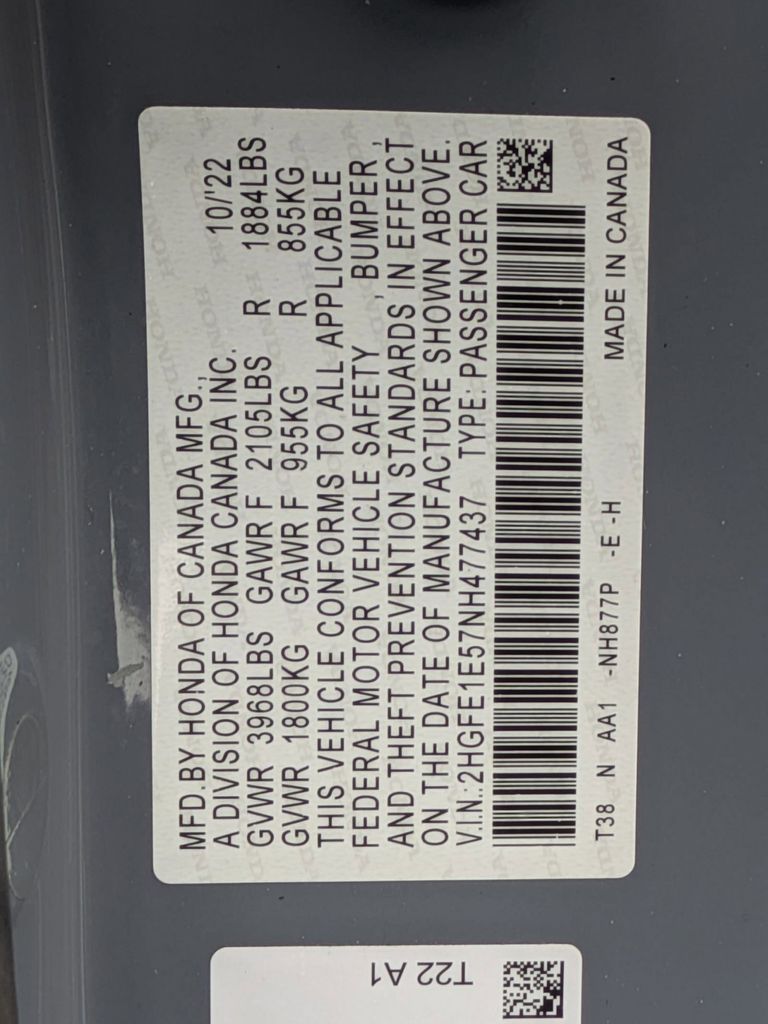 MFD.BY HONDA OF CANADA MFG.,
A DIVISION OF HONDA CANADA INC. 10/'22
GVWR 3968LBS GAWR F 2105LBS R 1884LBS
GVWR 1800KG GAWR F 955KG R 855KG
THIS VEHICLE CONFORMS TO ALL APPLICABLE
FEDERAL MOTOR VEHICLE SAFETY , BUMPER ,
AND THEFT PREVENTION STANDARDS IN EFFECT
ON THE DATE OF MANUFACTURE SHOWN ABOVE.
V.I.N.:2HGFE1E57NH477437 TYPE:PASSENGER CAR
T38 N AA1 -NH877P -E -H MADE IN CANADA
T22 A1